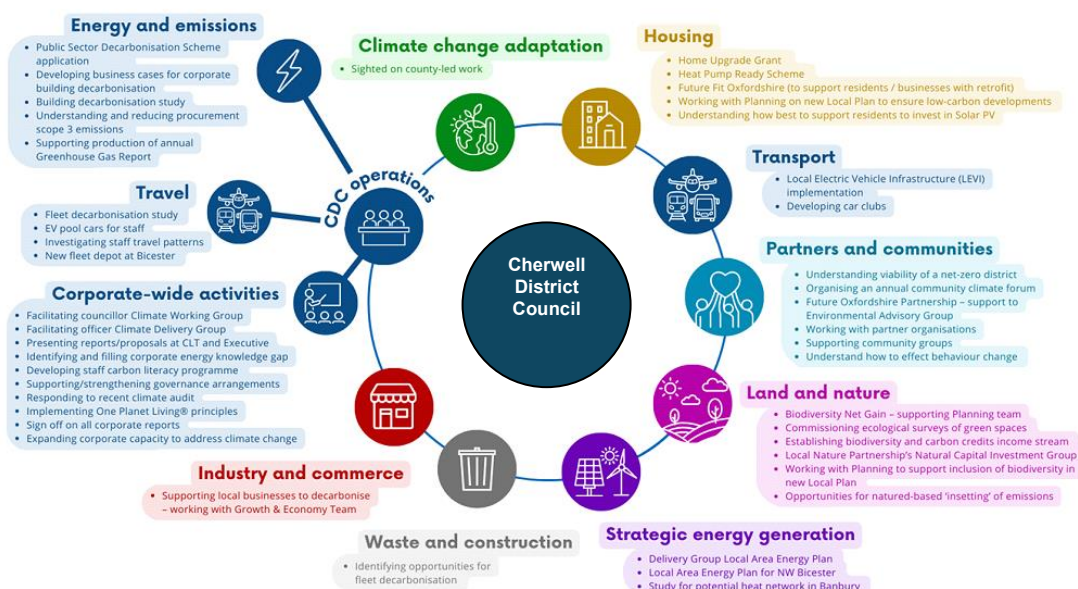 Energy and emissions
• Public Sector Decarbonisation Scheme
application
• Developing business cases for corporate
building decarbonisation
• Building decarbonisation study
• Understanding and reducing procurement
scope 3 emissions
• Supporting production of annual
Greenhouse Gas Report
Climate change adaptation
• Sighted on county-led work
Housing
• Home Upgrade Grant
• Heat Pump Ready Scheme
• Future Fit Oxfordshire (to support residents / businesses with retrofit)
• Working with Planning on new Local Plan to ensure low-carbon developments
• Understanding how best to support residents to invest in Solar PV
Travel
• Fleet decarbonisation study
• EV pool cars for staff
• Investigating staff travel patterns
• New fleet depot at Bicester
CDC operations
Transport
• Local Electric Vehicle Infrastructure (LEVI)
implementation
• Developing car clubs
Cherwell
District
Council
Partners and communities
• Understanding viability of a net-zero district
• Organising an annual community climate forum
• Future Oxfordshire Partnership – support to
Environmental Advisory Group
• Working with partner organisations
• Supporting community groups
• Understand how to effect behaviour change
Corporate-wide activities
• Facilitating councillor Climate Working Group
• Facilitating officer Climate Delivery Group
• Presenting reports/proposals at CLT and Executive
• Identifying and filling corporate energy knowledge gap
• Developing staff carbon literacy programme
• Supporting/strengthening governance arrangements
• Responding to recent climate audit
• Implementing One Planet Living® principles
• Sign off on all corporate reports
• Expanding corporate capacity to address climate change
Land and nature
• Biodiversity Net Gain – supporting Planning team
• Commissioning ecological surveys of green spaces
• Establishing biodiversity and carbon credits income stream
• Local Nature Partnership's Natural Capital Investment Group
• Working with Planning to support inclusion of biodiversity in
new Local Plan
• Opportunities for natured-based 'insetting' of emissions
Industry and commerce
• Supporting local businesses to decarbonise
– working with Growth & Economy Team
Waste and construction
• Identifying opportunities for
fleet decarbonisation
Strategic energy generation
• Delivery Group Local Area Energy Plan
• Local Area Energy Plan for NW Bicester
• Study for potential heat network in Banbury